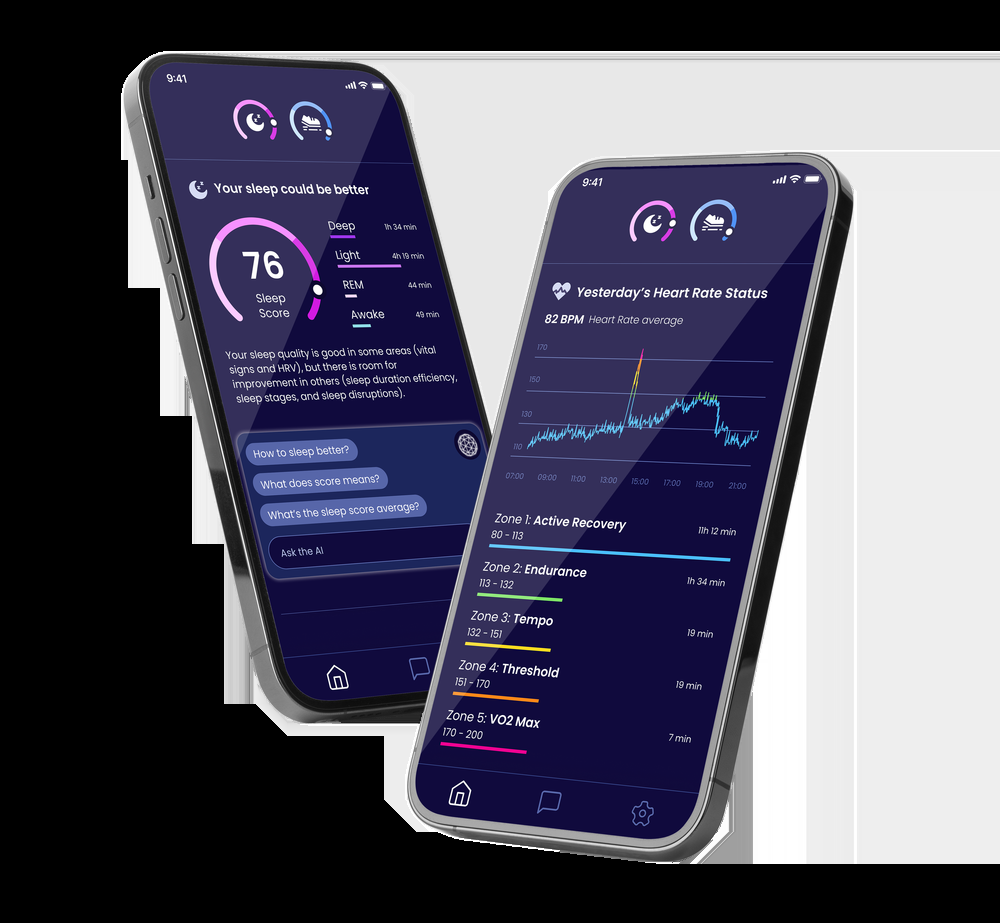 9:41
Your sleep could be better
76
Sleep
Score
Deep 1h 34 min
Light 4h 19 min
REM 44 min
Awake 49 min
Your sleep quality is good in some areas (vital
signs and HRV), but there is room for
improvement in others (sleep duration efficiency,
sleep stages, and sleep disruptions).
How to sleep better?
What does score means?
What's the sleep score average?
Ask the AI
9:41
Yesterday's Heart Rate Status
82 BPM Heart Rate average
170
150
130
110
07:00 09:00 11:00 13:00 15:00 17:00 19:00 21:00
Zone 1: Active Recovery 11h 12 min
80 - 113
Zone 2: Endurance 1h 34 min
113 - 132
Zone 3: Tempo 19 min
132 - 151
Zone 4: Threshold 19 min
151 - 170
Zone 5: VO2 Max 7 min
170 - 200